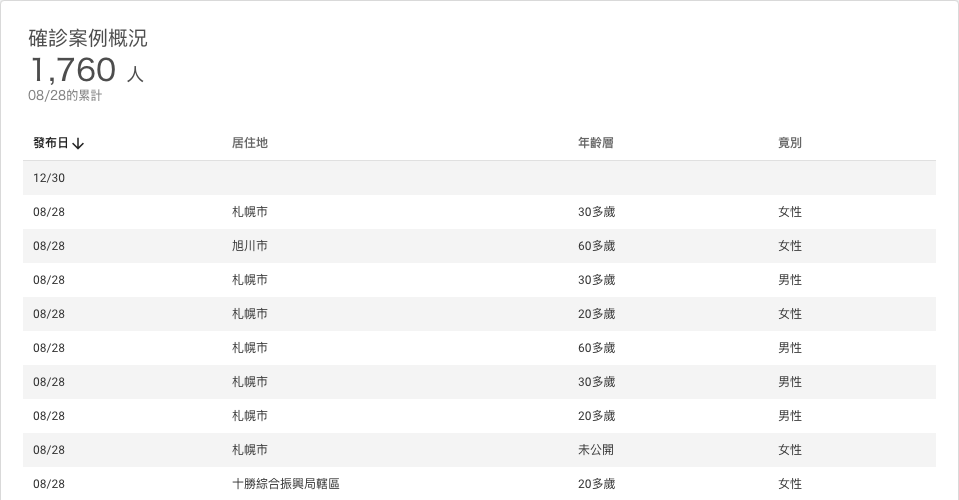 確診案例概況
1,760 人
08/28的累計
發布日↓ 居住地 年齡層 竟別
12/30
08/28 札幌市 30多歲 女性
08/28 旭川市 60多歲 女性
08/28 札幌市 30多歲 男性
08/28 札幌市 20多歲 女性
08/28 札幌市 60多歲 男性
08/28 札幌市 30多歲 男性
08/28 札幌市 20多歲 男性
08/28 札幌市 未公開 女性
08/28 十勝綜合振興局轄區 20多歲 女性